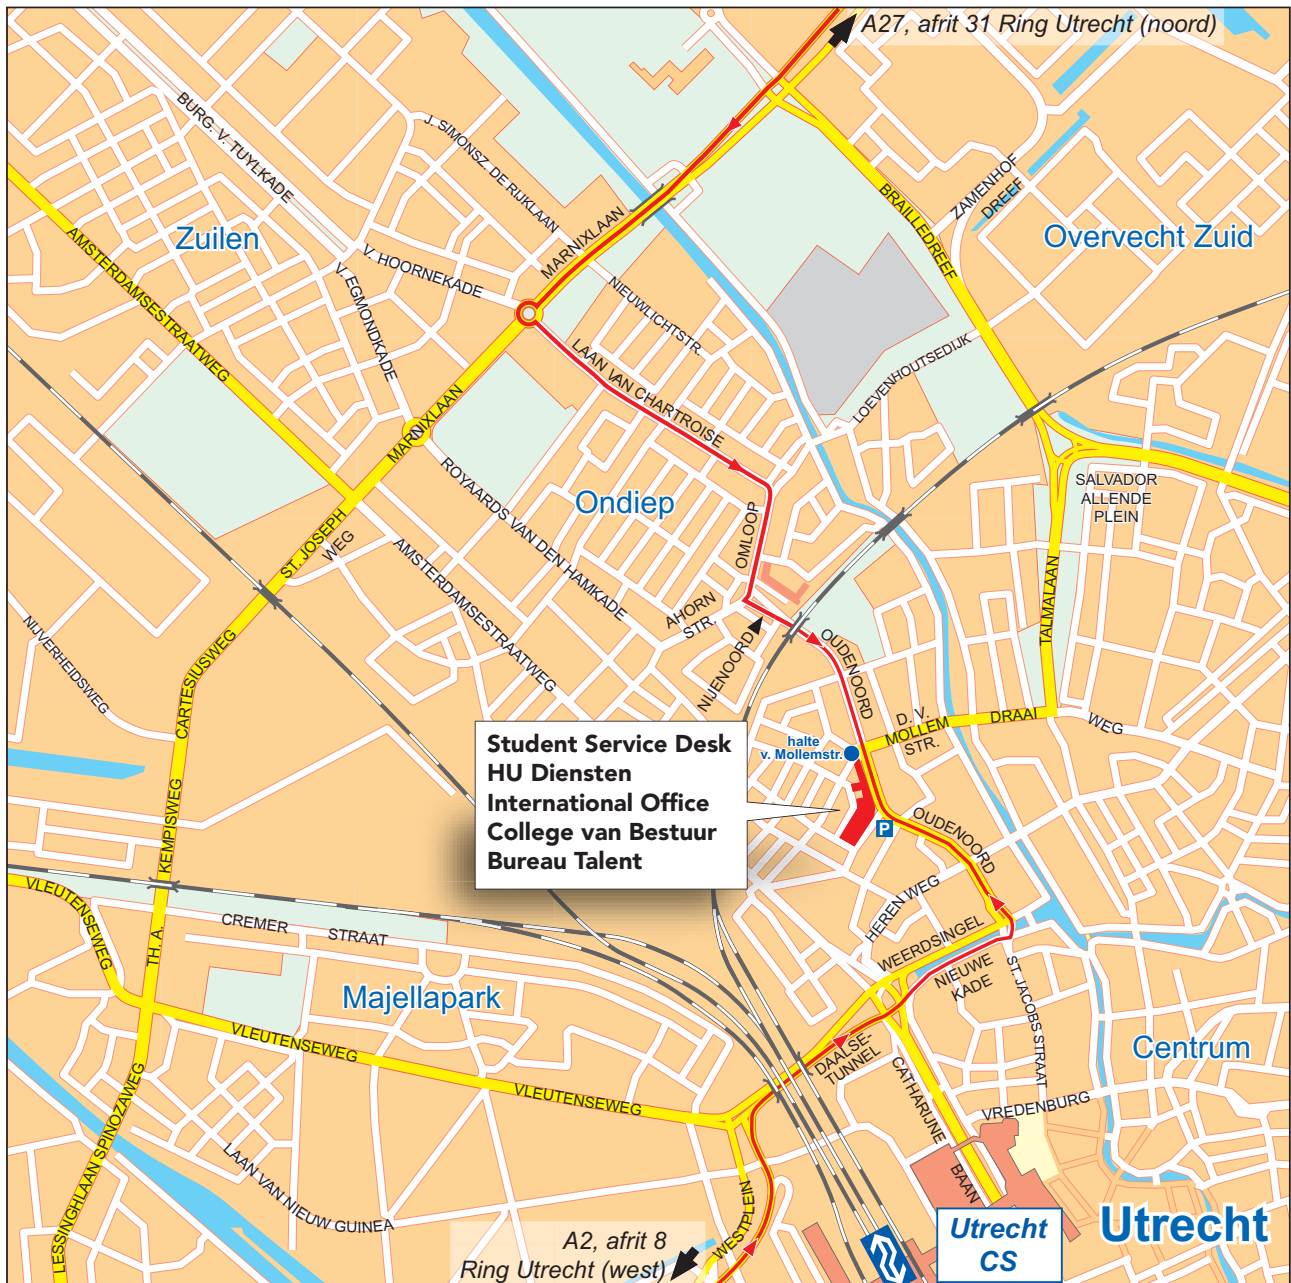 A27, afrit 31 Ring Utrecht (noord)
BURG. V. TUYLKADE
J. SIMONSZ. DE RIJKLAAN
ZAMENHOF
DREEF
BRAILLEDREEF
Zuilen
Overvecht Zuid
AMSTERDAMSESTRAATWEG
V. HOORNEKADE
MARNIXLAAN
V. EGMONDKADE
NIEUWLICHTSTR.
LAAN VAN CHARTROISE
LOEVENHOUTSEDIJK
MARNIXLAAN
ROYAARDS VAN DEN HAMKADE
Ondiep
SALVADOR
ALLENDE
PLEIN
ST. JOSEPH
WEG
AMSTERDAMSESTRAATWEG
OMLOOP
AHORN
STR.
NIJENOORD
OUDENOORD
TALMALAAN
NIJVERHEIDSWEG
CARTESIUSWEG
D. V.
MOLLEM
STR.
DRAAI
WEG
halte
v. Mollemstr.
Student Service Desk
HU Diensten
International Office
College van Bestuur
Bureau Talent
P
OUDENOORD
KEMPISWEG
TH. A.
VLEUTENSEWEG
CREMER
STRAAT
HEREN WEG
WEERDSINGEL
NIEUWE
KADE
ST. JACOBSSTRAAT
Majellapark
VLEUTENSEWEG
VLEUTENSEWEG
DAALSE-
TUNNEL
CATHARIJNE
BAAN
VREDENBURG
Centrum
LESSINGHLAAN SPINOZAWEG
LAAN VAN NIEUW GUINEA
WESTPLEIN
A2, afrit 8
Ring Utrecht (west)
Utrecht
CS
Utrecht